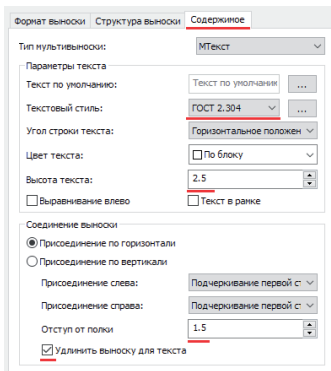 Формат выноски Структура выноски Содержимое
Тип мультивыноски: МТекст
Параметры текста
Текст по умолчанию: Текст по умолчани ...
Текстовый стиль: ГОСТ 2.304 ...
Угол строки текста: Горизонтальное положен
Цвет текста: По блоку
Высота текста: 2.5
Выравнивание влево Текст в рамке
Соединение выноски
Присоединение по горизонтали
Присоединение по вертикали
Присоединение слева: Подчеркивание первой ст
Присоединение справа: Подчеркивание первой ст
Отступ от полки 1.5
Удлинить выноску для текста